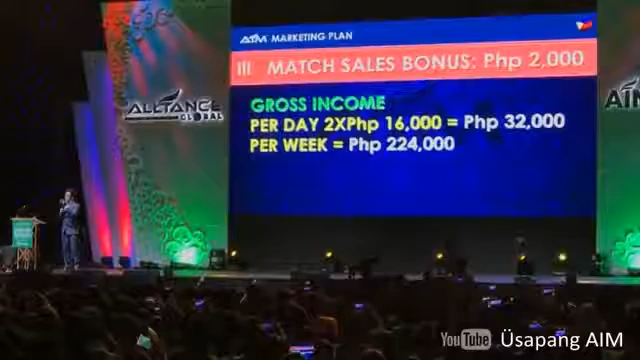 AIM MARKETING PLAN
III MATCH SALES BONUS: Php 2,000
GROSS INCOME
PER DAY 2XPhp 16,000 = Php 32,000
PER WEEK = Php 224,000
ALLIANCE
GLOBAL
AIM
YouTube Üsapang AIM